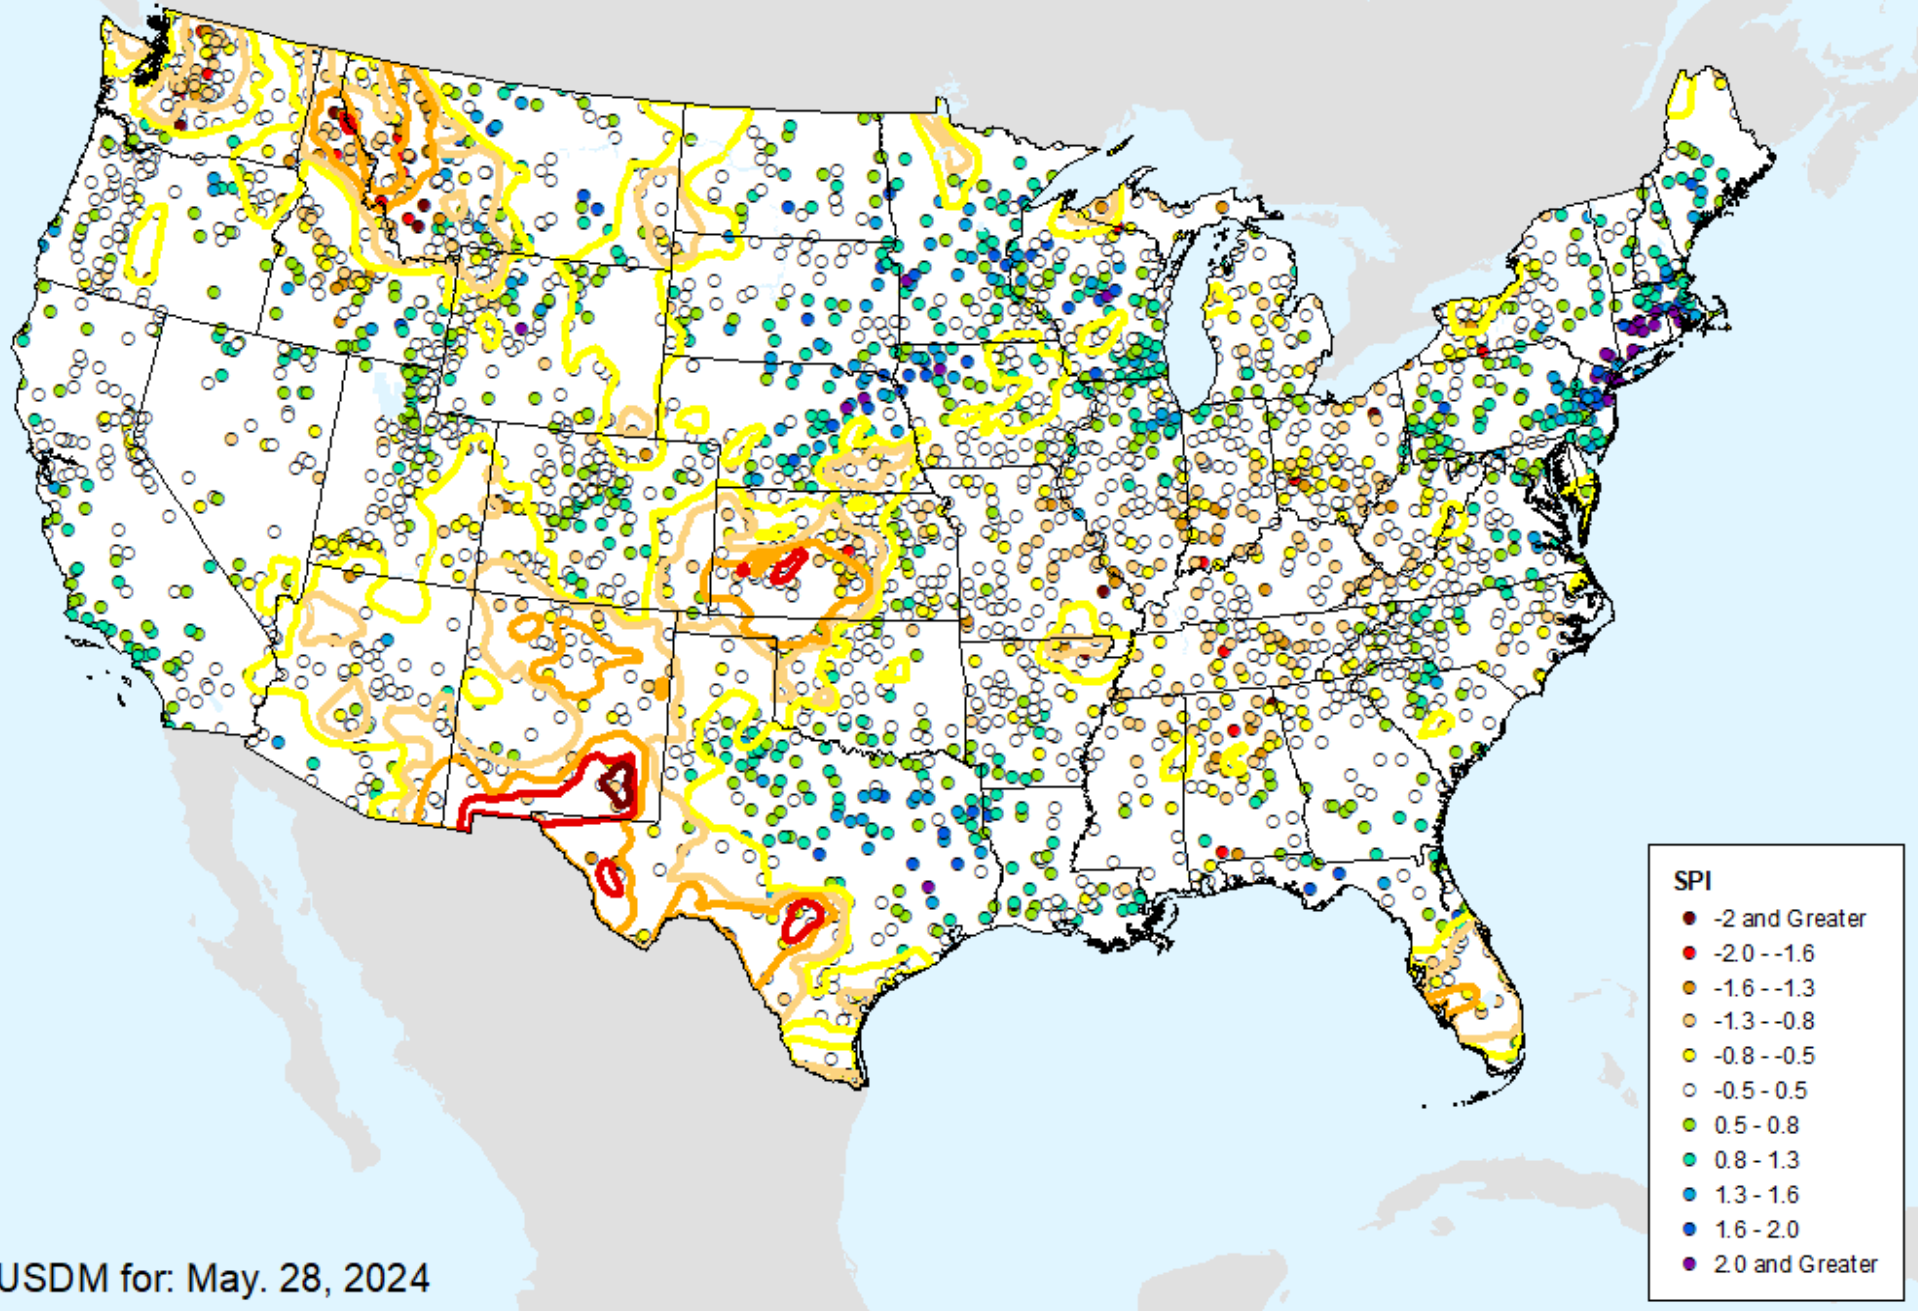 SPI
-2 and Greater
-2.0 - -1.6
-1.6 - -1.3
-1.3 - -0.8
-0.8 - -0.5
-0.5 - 0.5
0.5 - 0.8
0.8 - 1.3
1.3 - 1.6
1.6 - 2.0
2.0 and Greater
USDM for: May. 28, 2024